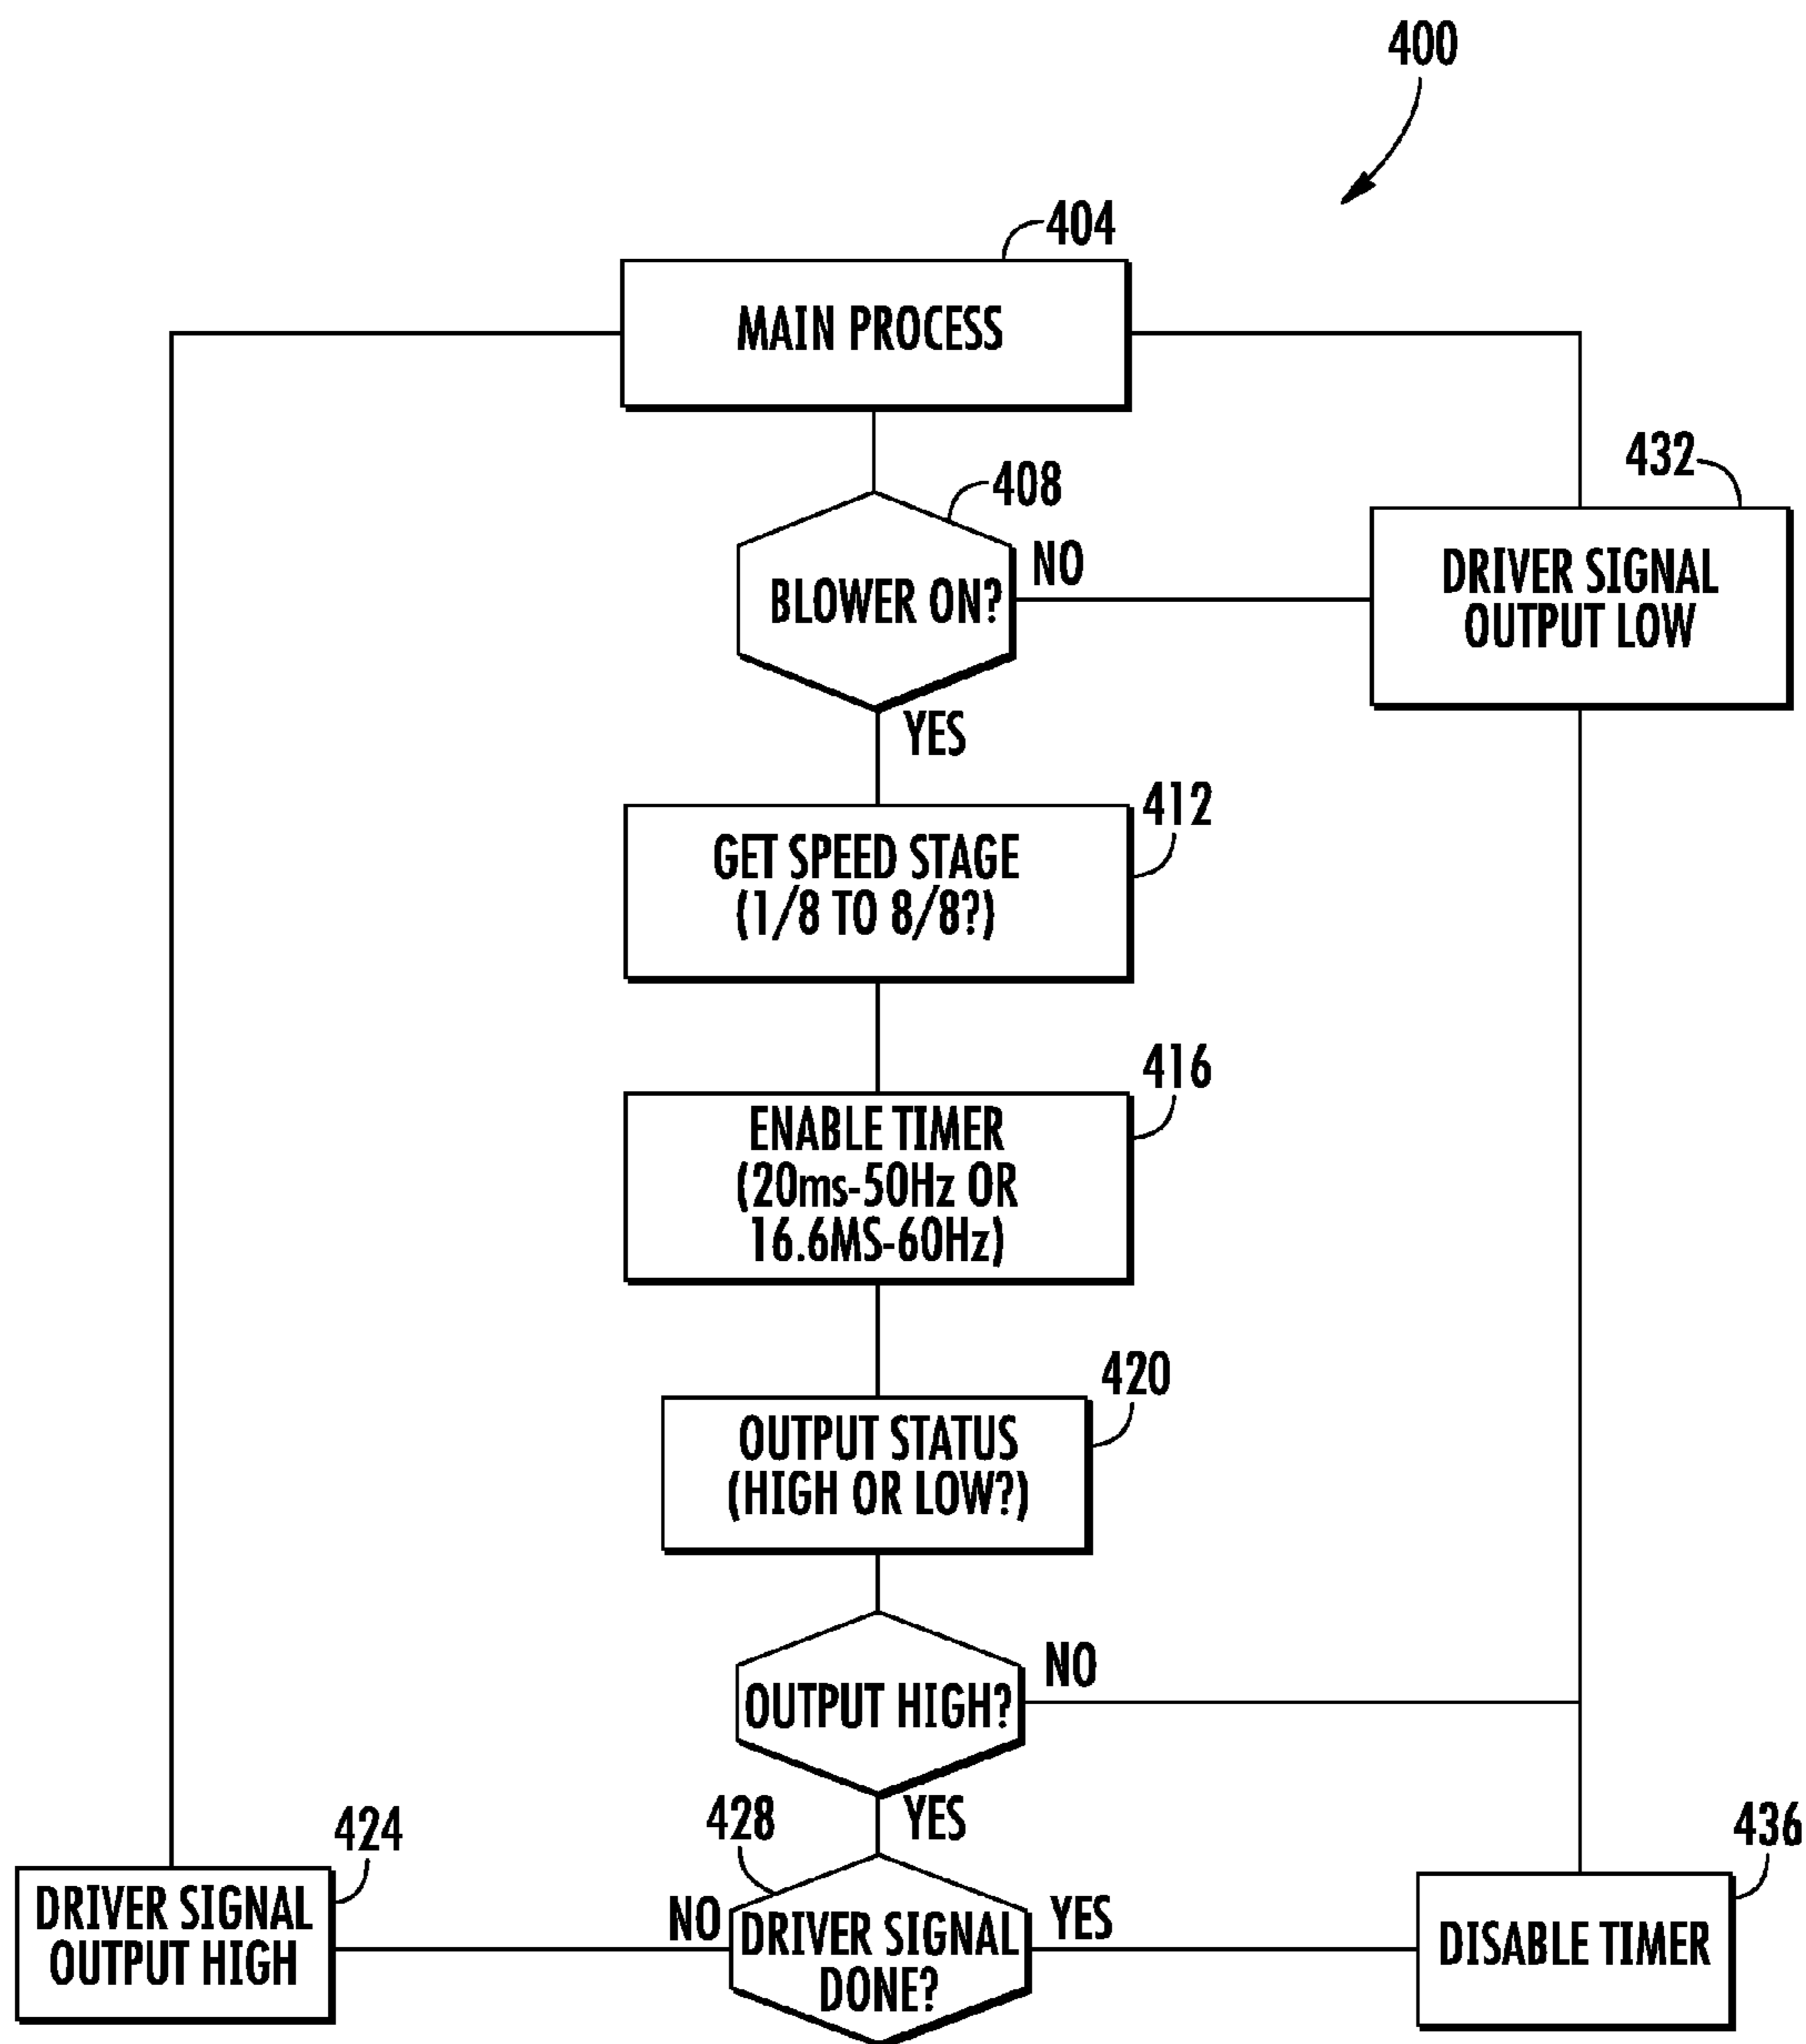 400
404
MAIN PROCESS
408
432
BLOWER ON?
NO
DRIVER SIGNAL
OUTPUT LOW
YES
412
GET SPEED STAGE
(1/8 TO 8/8?)
416
ENABLE TIMER
(20ms-50Hz OR
16.6MS-60Hz)
420
OUTPUT STATUS
(HIGH OR LOW?)
OUTPUT HIGH?
NO
YES
424
428
436
DRIVER SIGNAL
OUTPUT HIGH
NO
DRIVER SIGNAL
DONE?
YES
DISABLE TIMER